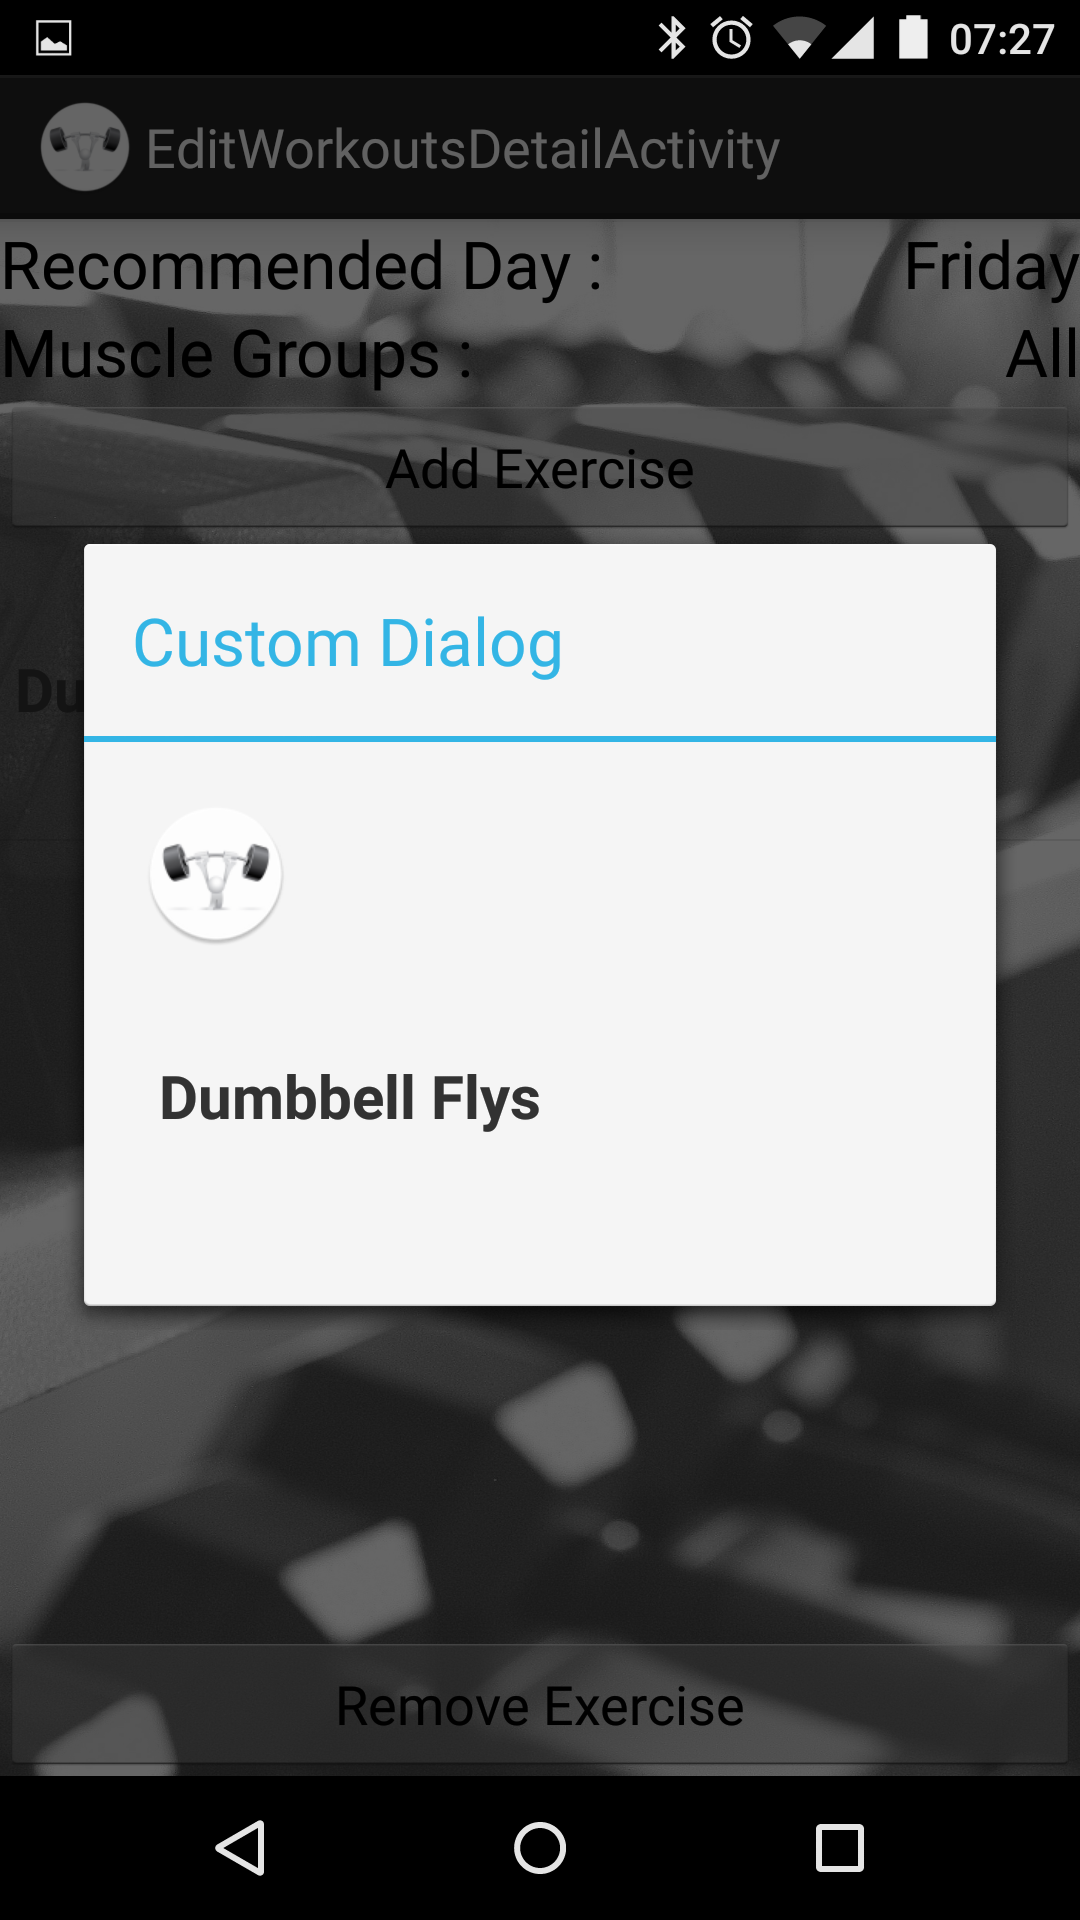 07:27
EditWorkoutsDetailActivity
Recommended Day : Friday
Muscle Groups : All
Add Exercise
Custom Dialog
Du
Dumbbell Flys
Remove Exercise